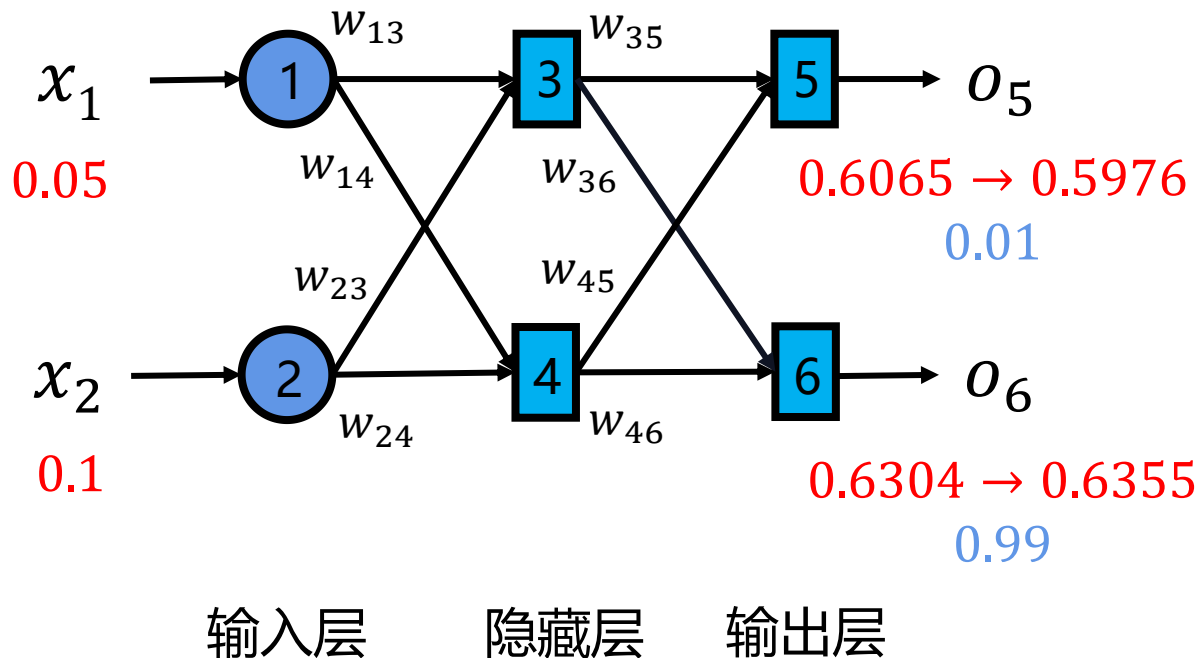 w₁₃ w₃₅
x₁ 1 3 5 o₅
0.05 w₁₄ w₃₆ 0.6065 → 0.5976
0.01
w₂₃ w₄₅
x₂ 2 4 6 o₆
w₂₄ w₄₆
0.1 0.6304 → 0.6355
0.99
输入层 隐藏层 输出层